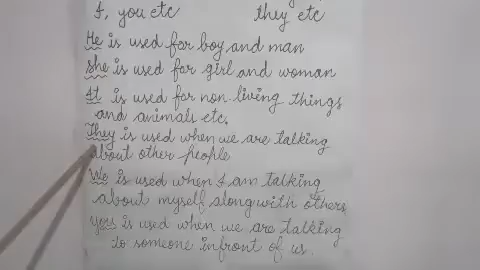 I, you etc they etc
He is used for boy and man
She is used for girl and woman
It is used for non living things
and animals etc.
They is used when we are talking
about other people
We is used when I am talking
about myself along with others
you is used when we are talking
to someone infront of us.